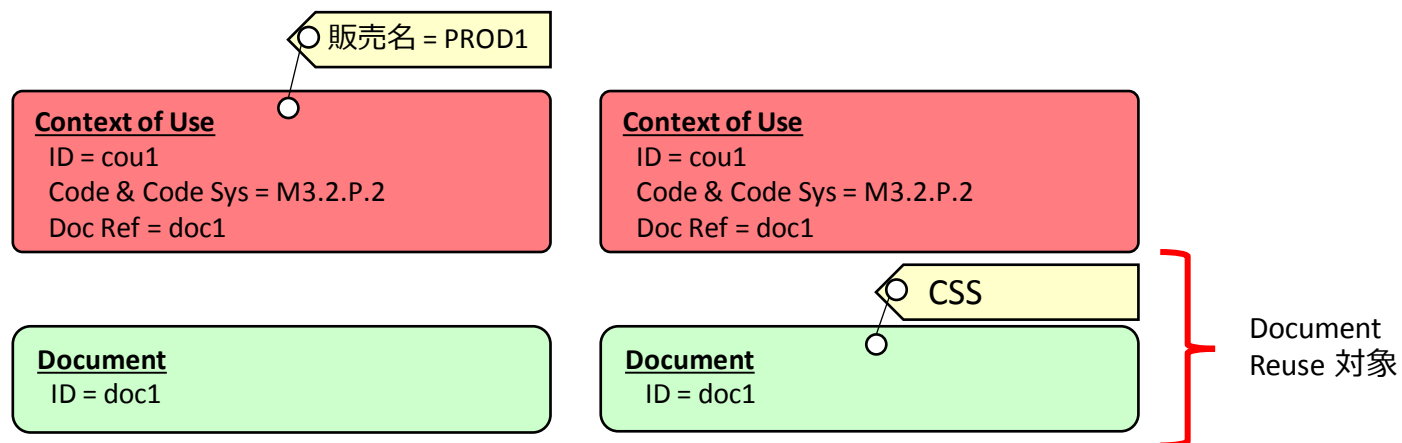 販売名 = PROD1
Context of Use
ID = cou1
Code & Code Sys = M3.2.P.2
Doc Ref = doc1
Context of Use
ID = cou1
Code & Code Sys = M3.2.P.2
Doc Ref = doc1
CSS
Document
ID = doc1
Document
ID = doc1
Document
Reuse 対象